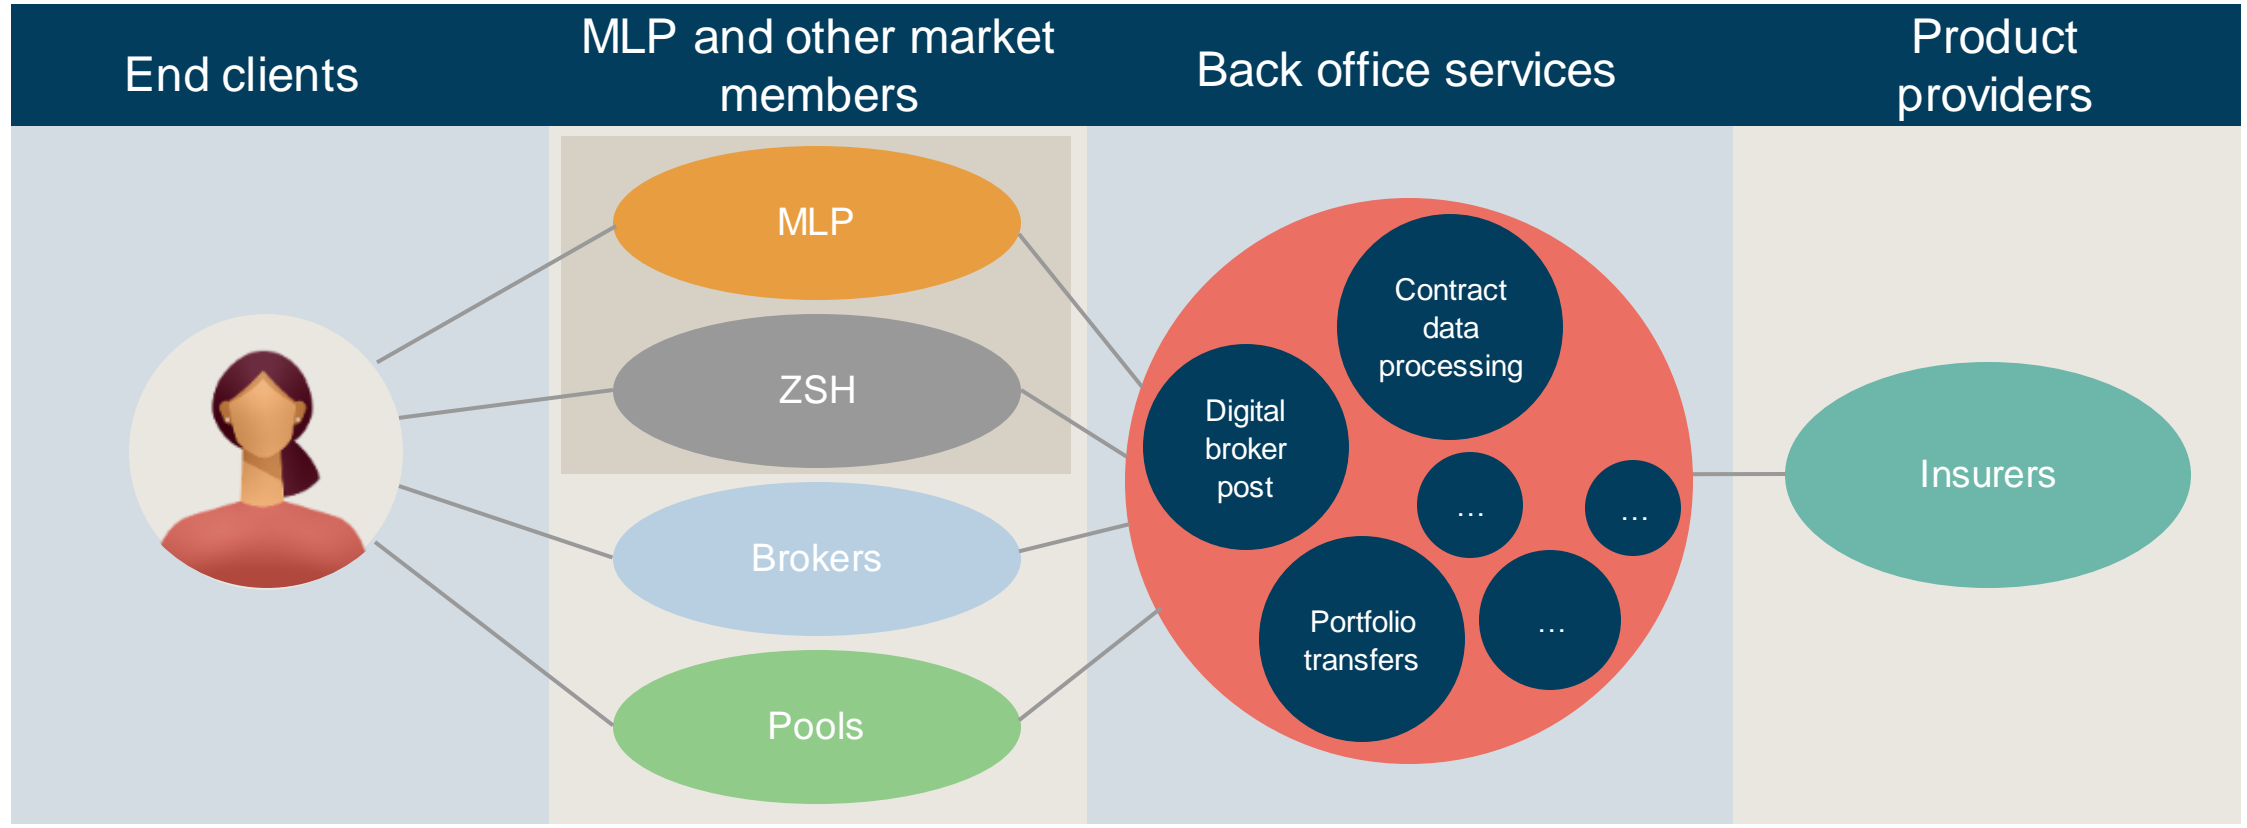 End clients
MLP and other market
members
Back office services
Product
providers
MLP
ZSH
Brokers
Pools
Contract
data
processing
Digital
broker
post
…
…
Portfolio
transfers
…
Insurers